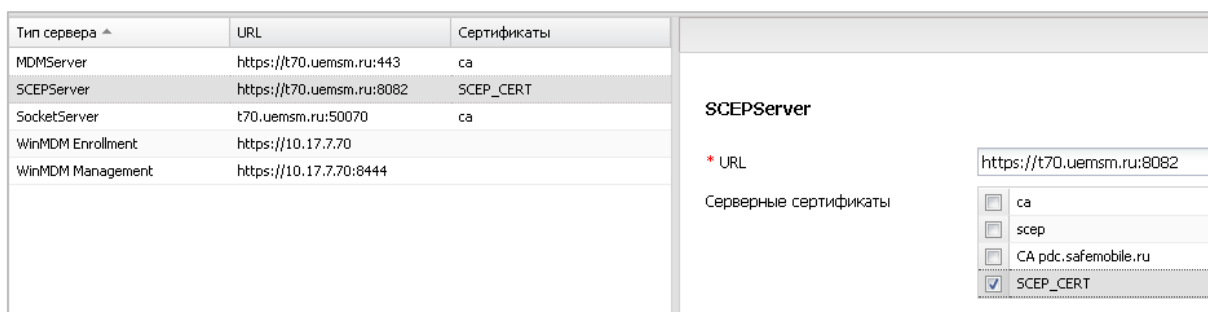 Тип сервера URL Сертификаты
MDMServer https://t70.uemsm.ru:443 ca
SCEPServer https://t70.uemsm.ru:8082 SCEP_CERT
SocketServer t70.uemsm.ru:50070 ca
WinMDM Enrollment https://10.17.7.70
WinMDM Management https://10.17.7.70:8444
SCEPServer
* URL https://t70.uemsm.ru:8082
Серверные сертификаты ca
scep
CA pdc.safemobile.ru
SCEP_CERT